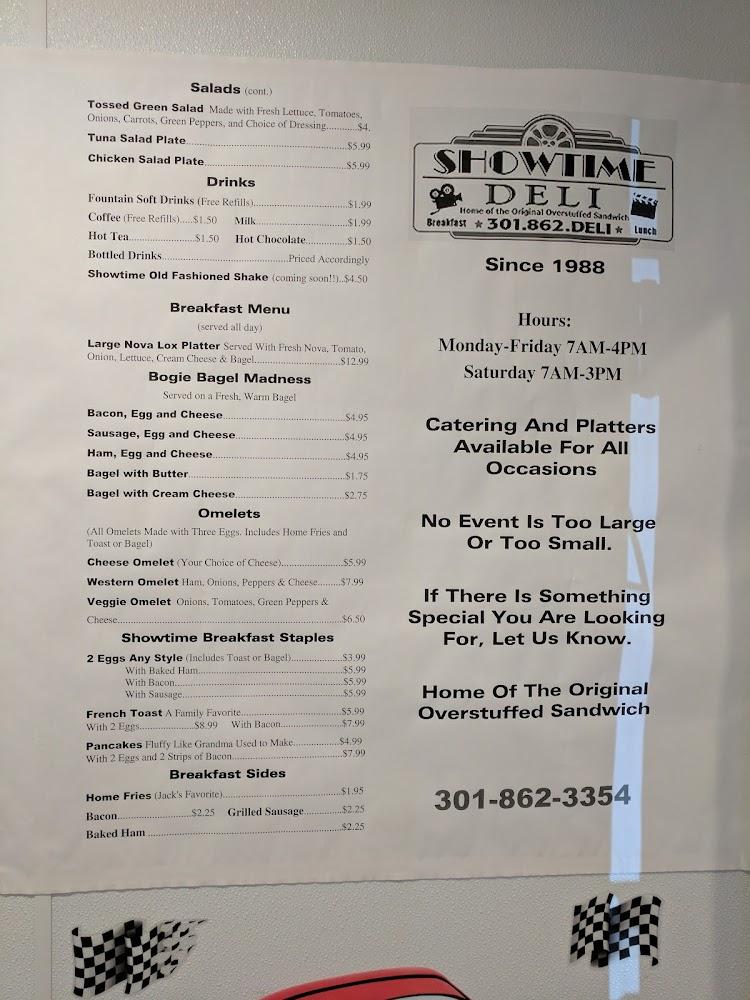 Salads (cont.)
Tossed Green Salad Made with Fresh Lettuce, Tomatoes,
Onions, Carrots, Green Peppers, and Choice of Dressing............$4.
Tuna Salad Plate..........................................................$5.99
Chicken Salad Plate....................................................$5.99
Drinks
Fountain Soft Drinks (Free Refills)...............................$1.99
Coffee (Free Refills).....$1.50 Milk..............................$1.99
Hot Tea.........................$1.50 Hot Chocolate..............$1.50
Bottled Drinks..........................................Priced Accordingly
Showtime Old Fashioned Shake (coming soon!!)..$4.50
Breakfast Menu
(served all day)
Large Nova Lox Platter Served With Fresh Nova, Tomato,
Onion, Lettuce, Cream Cheese & Bagel............................$12.99
Bogie Bagel Madness
Served on a Fresh, Warm Bagel
Bacon, Egg and Cheese..............................................$4.95
Sausage, Egg and Cheese...........................................$4.95
Ham, Egg and Cheese................................................$4.95
Bagel with Butter........................................................$1.75
Bagel with Cream Cheese...........................................$2.75
Omelets
(All Omelets Made with Three Eggs. Includes Home Fries and
Toast or Bagel)
Cheese Omelet (Your Choice of Cheese).........................$5.99
Western Omelet Ham, Onions, Peppers & Cheese........$7.99
Veggie Omelet Onions, Tomatoes, Green Peppers &
Cheese.......................................................................$6.50
Showtime Breakfast Staples
2 Eggs Any Style (Includes Toast or Bagel)..................$3.99
With Baked Ham..............................................$5.99
With Bacon......................................................$5.99
With Sausage...................................................$5.99
French Toast A Family Favorite................................$5.99
With 2 Eggs.................$8.99 With Bacon..................$7.99
Pancakes Fluffy Like Grandma Used to Make...............$4.99
With 2 Eggs and 2 Strips of Bacon..................................$7.99
Breakfast Sides
Home Fries (Jack's Favorite).........................................$1.95
Bacon.......................$2.25 Grilled Sausage............$2.25
Baked Ham ..............................................................$2.25
SHOWTIME
DELI
Home of the Original Overstuffed Sandwich
Breakfast ★ 301.862.DELI ★ Lunch
Since 1988
Hours:
Monday-Friday 7AM-4PM
Saturday 7AM-3PM
Catering And Platters
Available For All
Occasions
No Event Is Too Large
Or Too Small.
If There Is Something
Special You Are Looking
For, Let Us Know.
Home Of The Original
Overstuffed Sandwich
301-862-3354